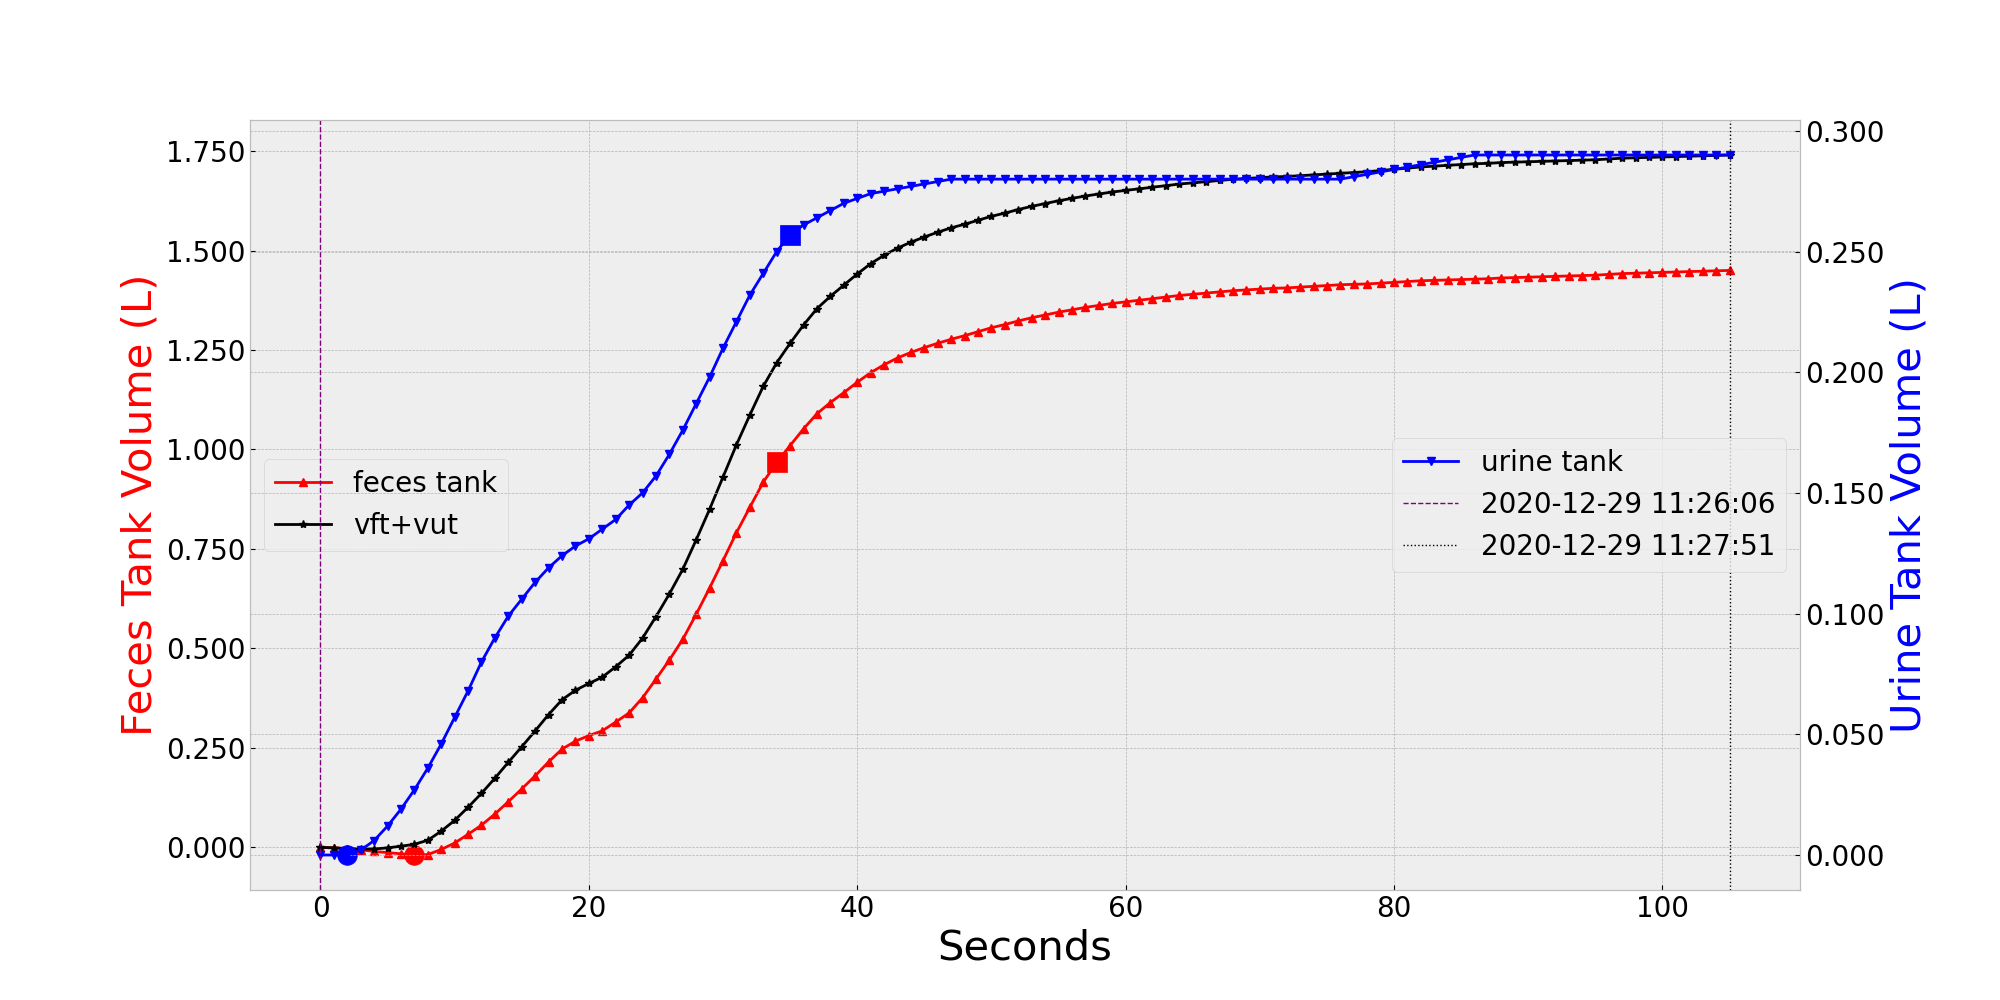 Feces Tank Volume (L)
1.750
1.500
1.250
1.000
0.750
0.500
0.250
0.000
feces tank
vft+vut
urine tank
2020-12-29 11:26:06
2020-12-29 11:27:51
0.300
0.250
0.200
0.150
0.100
0.050
0.000
Urine Tank Volume (L)
0 20 40 60 80 100
Seconds